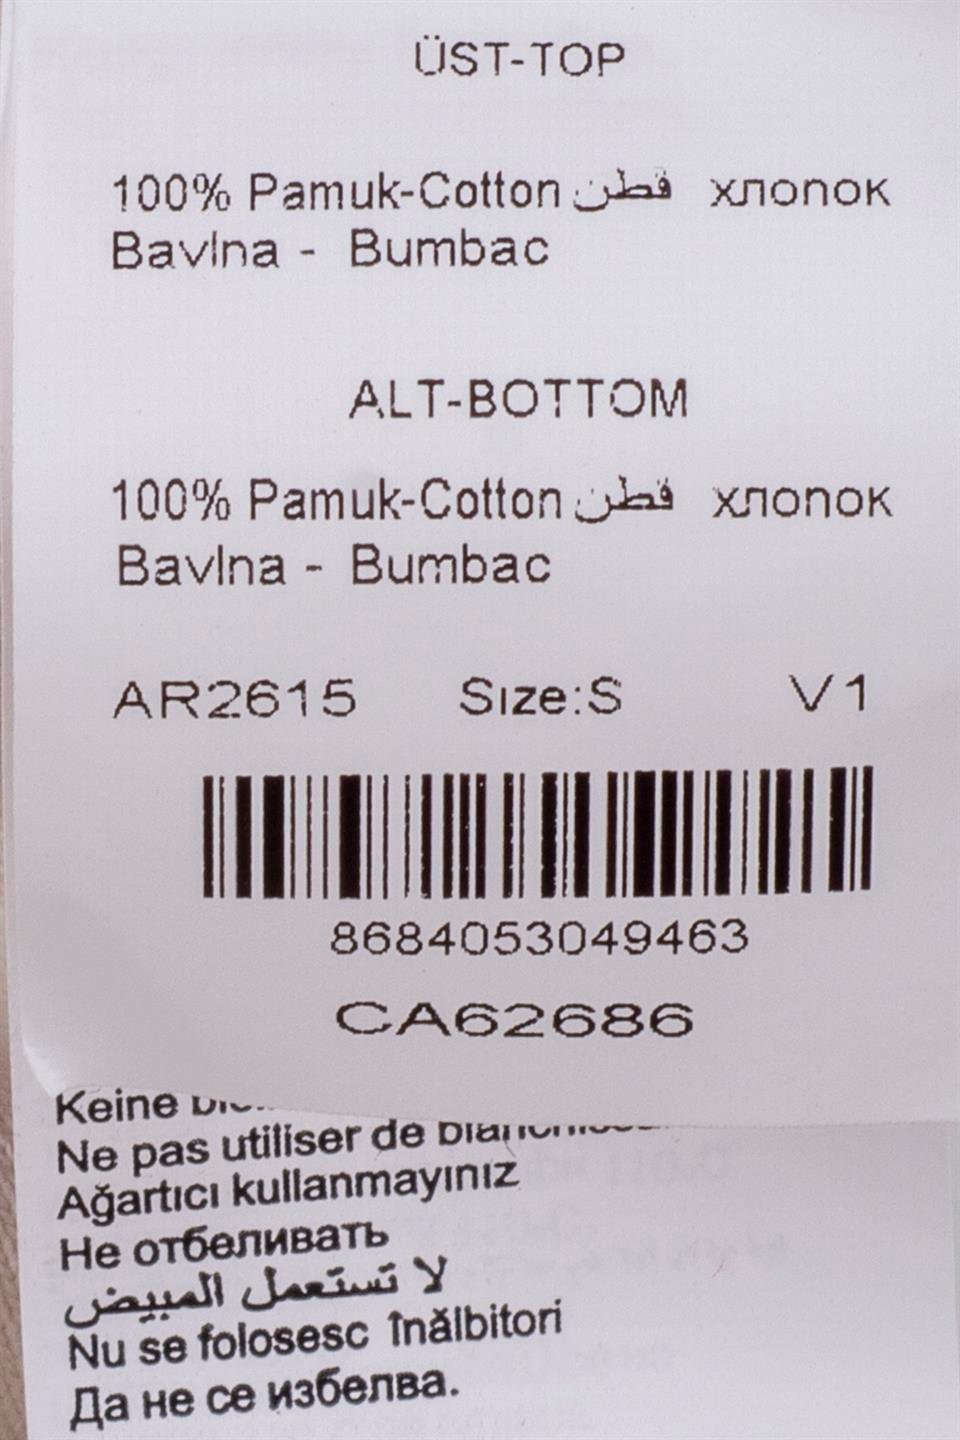 ÜST-TOP
100% Pamuk-Cotton قطن хлопок
Bavlna - Bumbac
ALT-BOTTOM
100% Pamuk-Cotton قطن хлопок
Bavlna - Bumbac
AR2615 Sıze:S V1
8684053049463
CA62686
Keine
Ne pas utiliser de
Ağartıcı kullanmayınız
Не отбеливать
لا تستعمل المبيض
Nu se folosesc înălbitori
Да не се избелва.